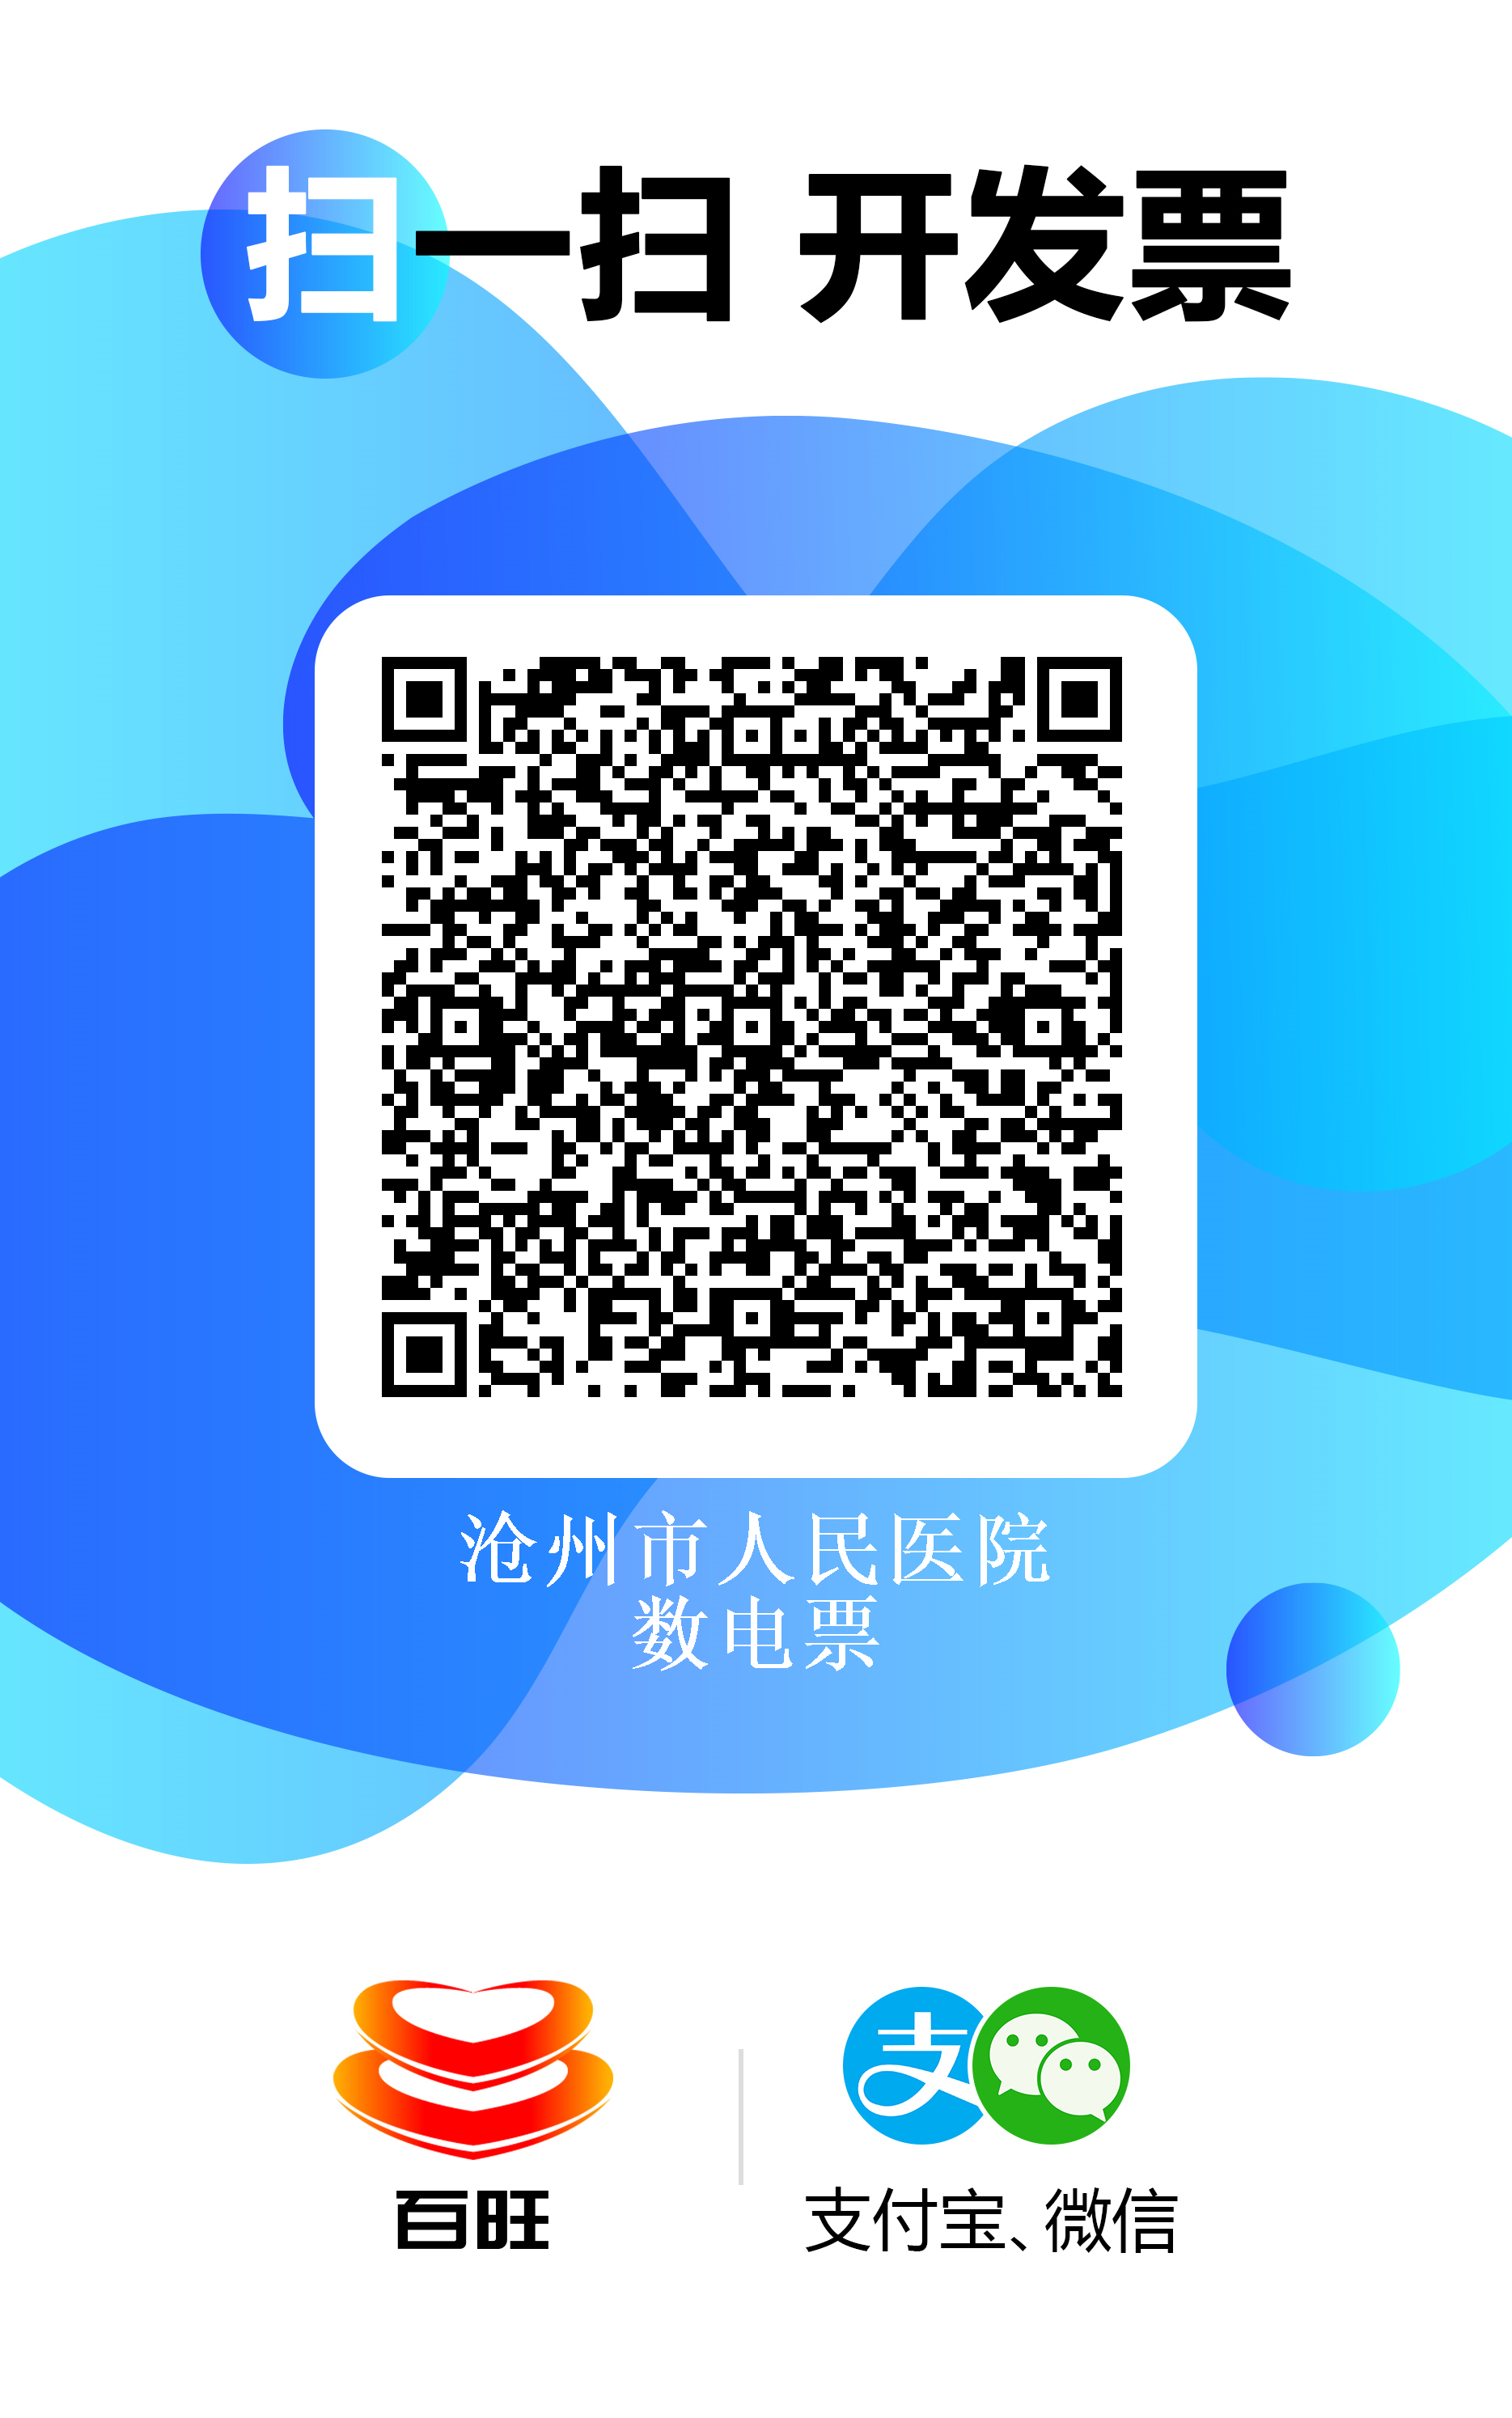 扫一扫 开发票
沧州市人民医院
数电票
支
百旺
支付宝、微信